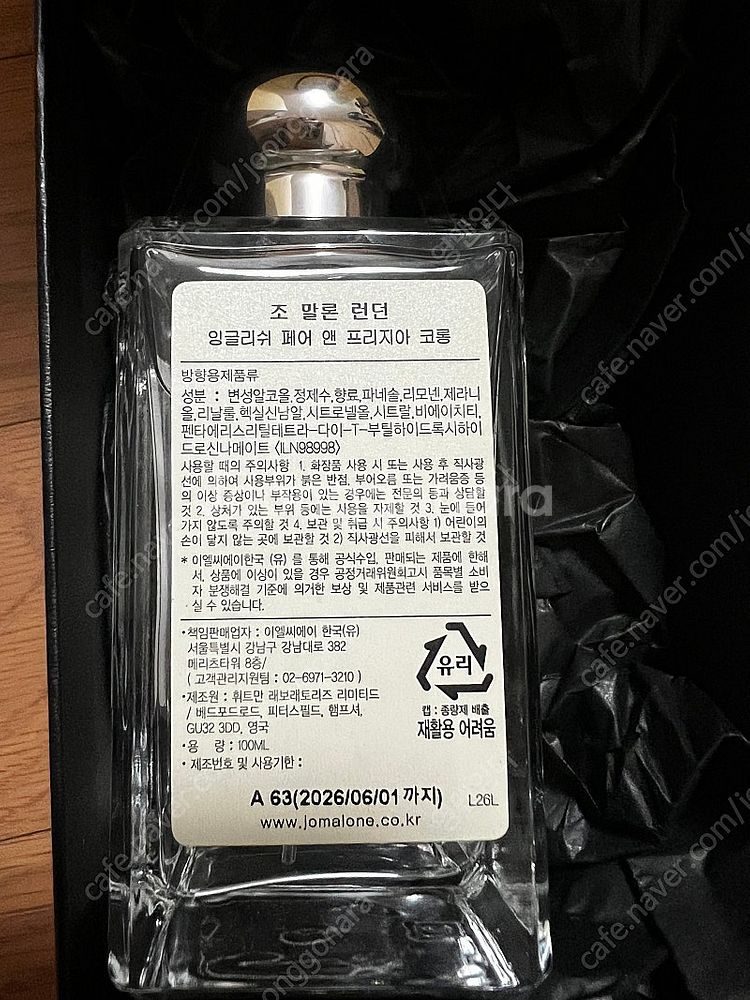 조 말론 런던
잉글리쉬 페어 앤 프리지아 코롱
방향용제품류
성분 : 변성알코올,정제수,향료,파네솔,리모넨,제라니
올,리날룰,헥실신남알,시트로넬올,시트랄,비에이치티,
펜타에리스리틸테트라-다이-T-부틸하이드록시하이
드로신나메이트 <ILN98998>
사용할 때의 주의사항 1. 화장품 사용 시 또는 사용 후 직사광
선에 의하여 사용부위가 붉은 반점, 부어오름 또는 가려움증 등
의 이상 증상이나 부작용이 있는 경우에는 전문의 등과 상담할
것 2. 상처가 있는 부위 등에는 사용을 자제할 것 3. 눈에 들어
가지 않도록 주의할 것 4. 보관 및 취급 시 주의사항 1) 어린이의
손이 닿지 않는 곳에 보관할 것 2) 직사광선을 피해서 보관할 것
* 이엘씨에이한국 (유) 를 통해 공식수입, 판매되는 제품에 한해
서, 상품에 이상이 있을 경우 공정거래위원회고시 품목별 소비
자 분쟁해결 기준에 의거한 보상 및 제품관련 서비스를 받으
실 수 있습니다.
•책임판매업자 : 이엘씨에이 한국(유)
서울특별시 강남구 강남대로 382
메리츠타워 8층/
( 고객관리지원팀 : 02-6971-3210 )
•제조원 : 휘트만 래보래토리즈 리미티드
/ 베드포드로드, 피터스필드, 햄프셔,
GU32 3DD, 영국
•용 량 : 100ML
•제조번호 및 사용기한 :
유리
캡 : 종량제 배출
재활용 어려움
A 63(2026/06/01까지)
L26L
www.jomalone.co.kr
cafe.naver.com/joonggonara
cafe.naver.com/joonggonara
cafe.naver.com/jo
cafe.naver.com/jo
cafe.naver.com/jo